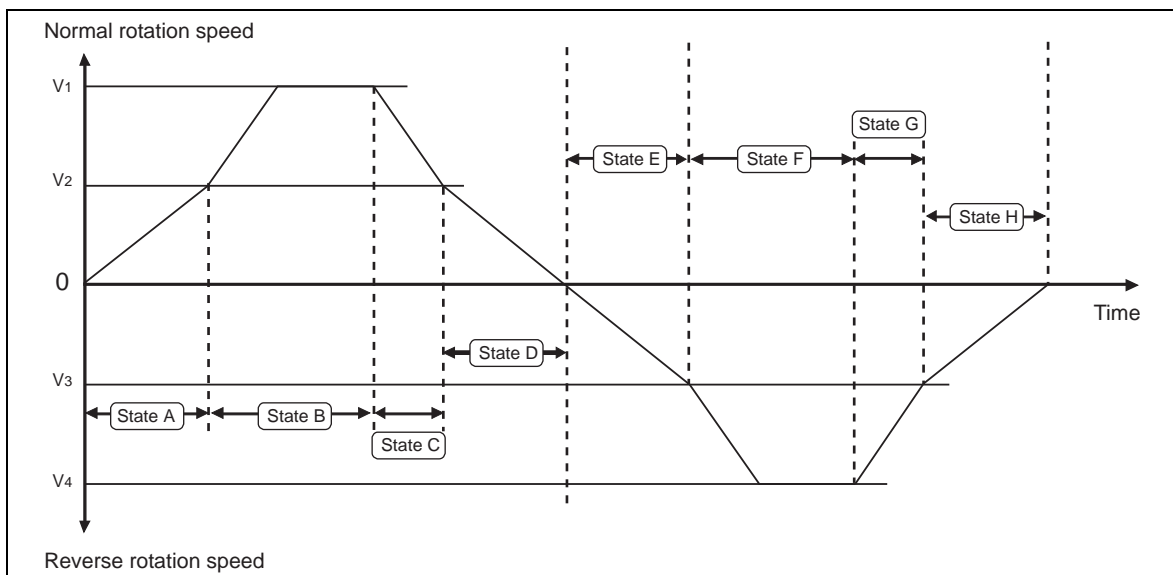 Normal rotation speed
V1
State G
State E
State F
V2
State H
0
Time
State D
V3
State A
State B
State C
V4
Reverse rotation speed